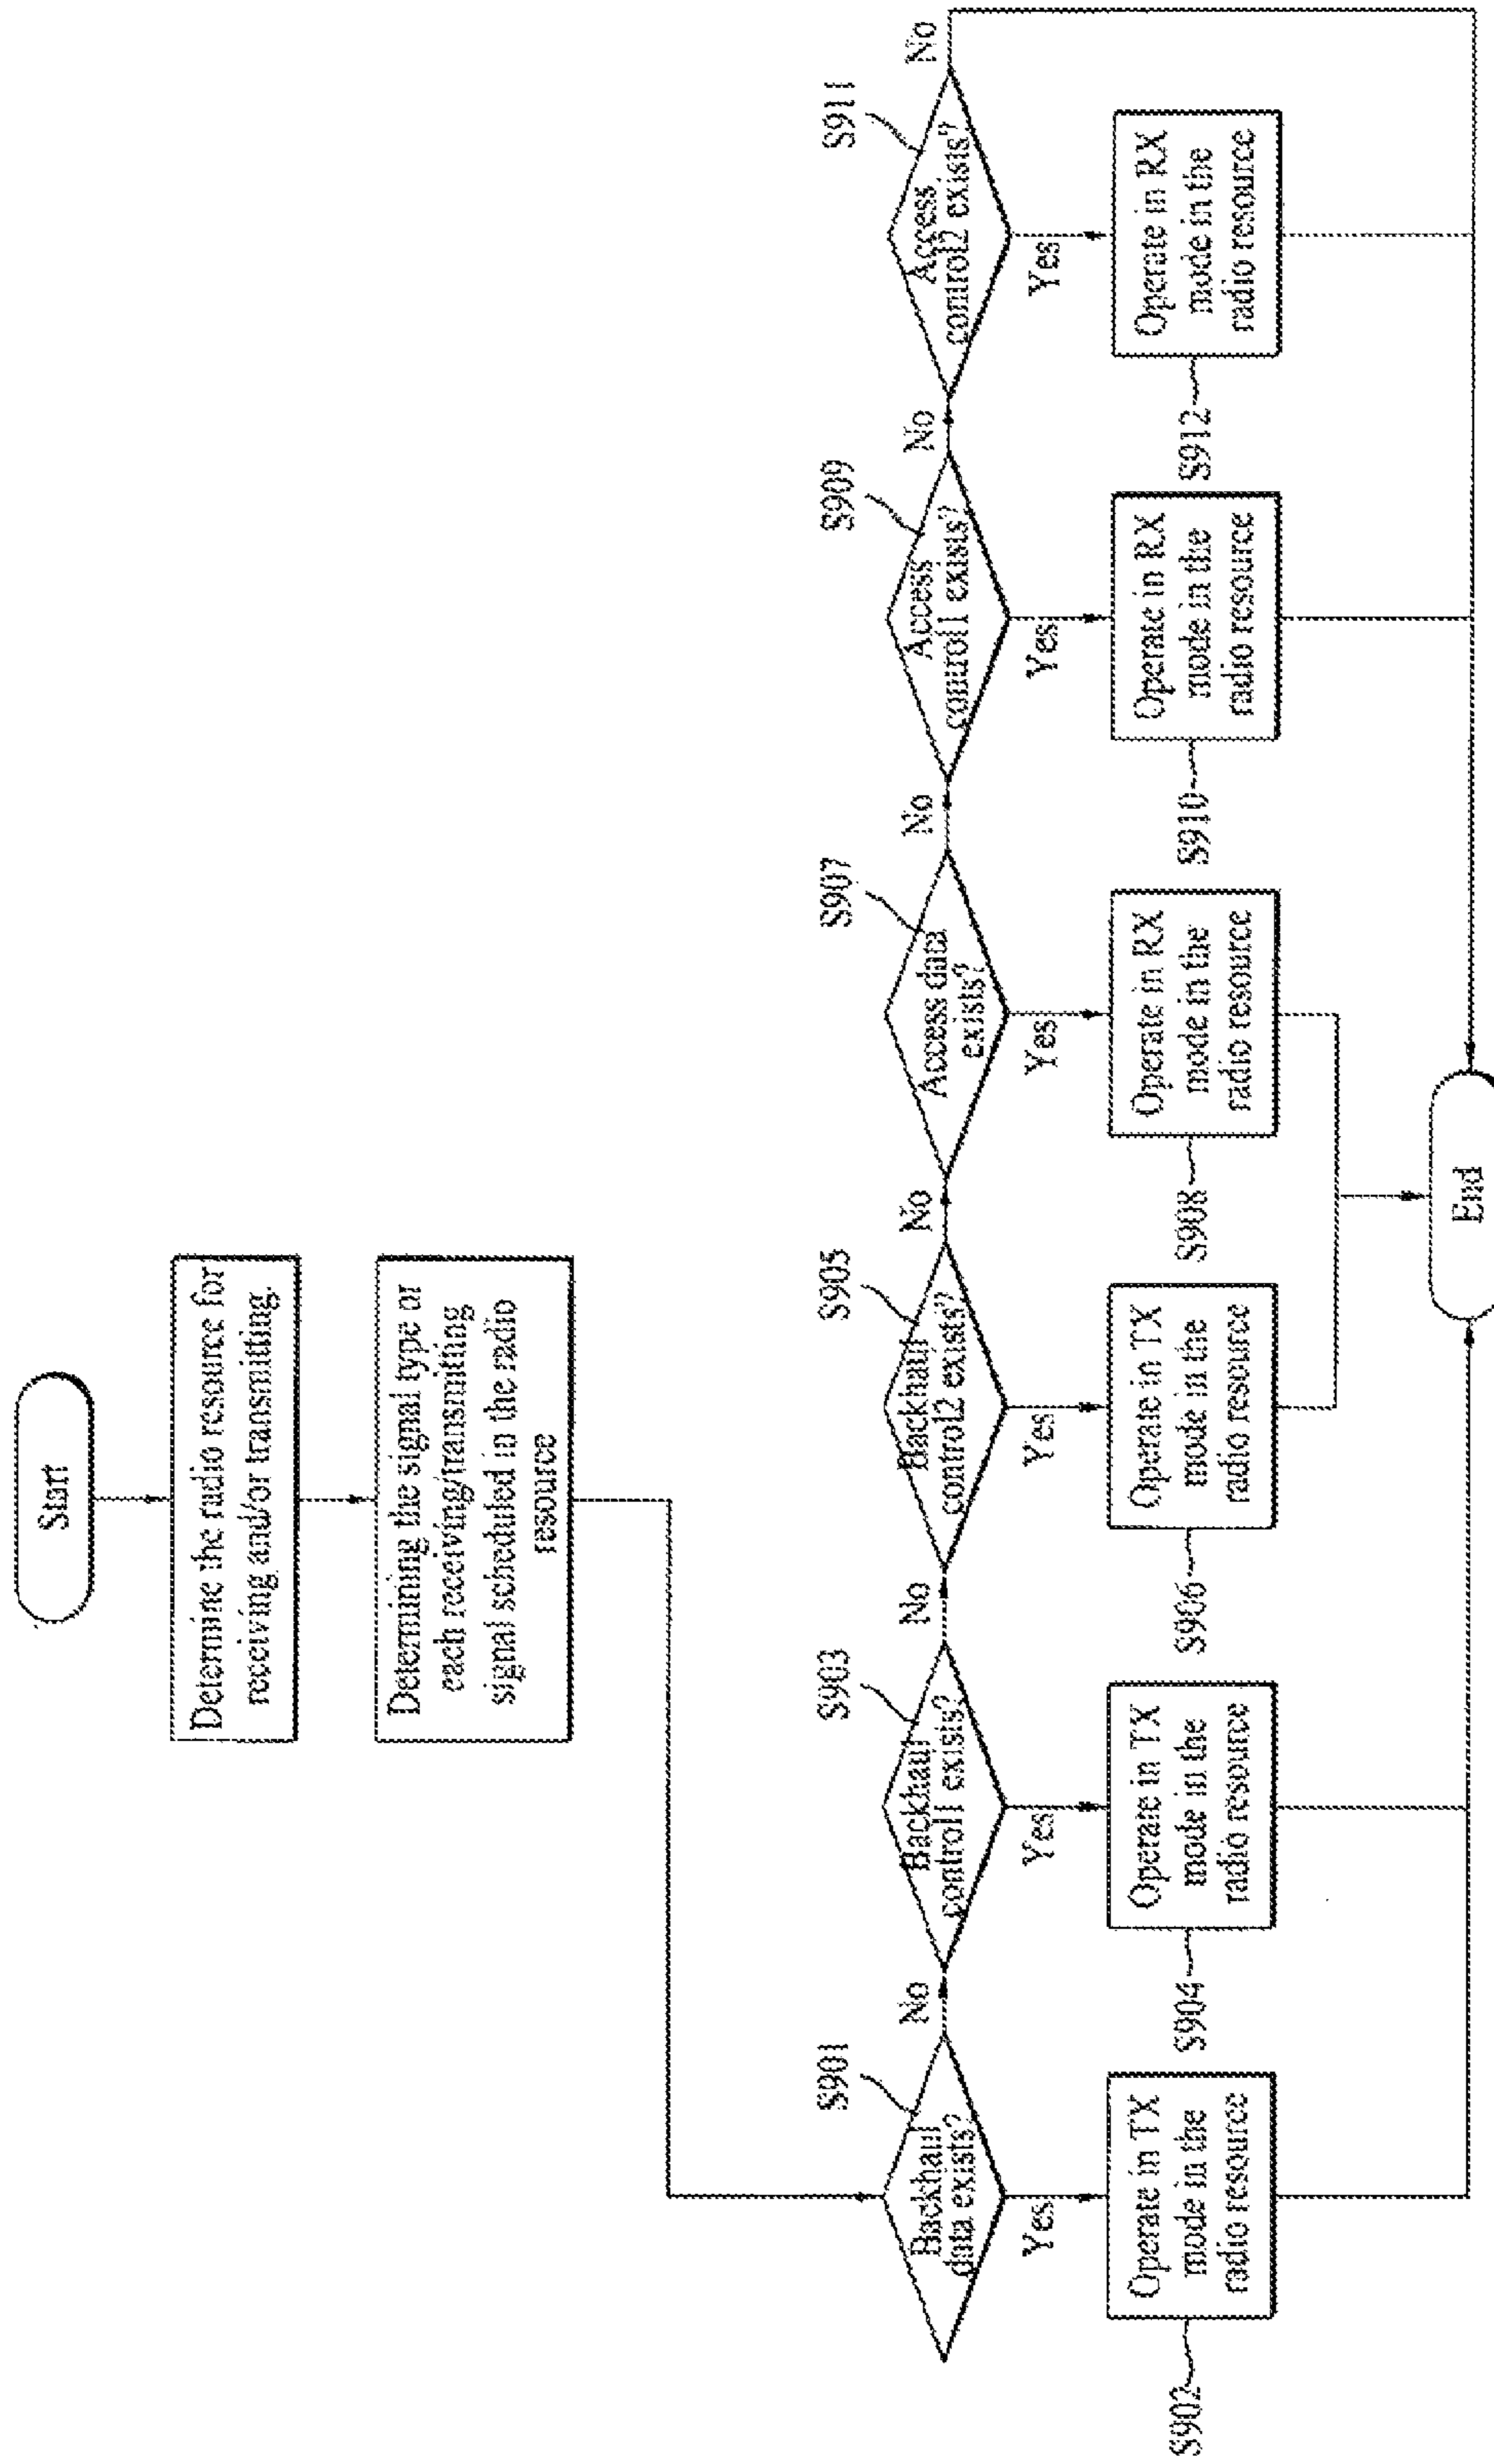 Start
Determine the radio resource for
receiving and/or transmitting.
Determining the signal type or
each receiving/transmitting
signal scheduled in the radio
resource
S901
Backhaul
data exists?
No
Yes
S902
Operate in TX
mode in the
radio resource
S903
Backhaul
control1 exists?
No
Yes
S904
Operate in TX
mode in the
radio resource
S905
Backhaul
control2 exists?
No
Yes
S906
Operate in TX
mode in the
radio resource
S907
Access data
exists?
No
Yes
S908
Operate in RX
mode in the
radio resource
S909
Access
control1 exists?
No
Yes
S910
Operate in RX
mode in the
radio resource
S911
Access
control2 exists?
No
Yes
S912
Operate in RX
mode in the
radio resource
End